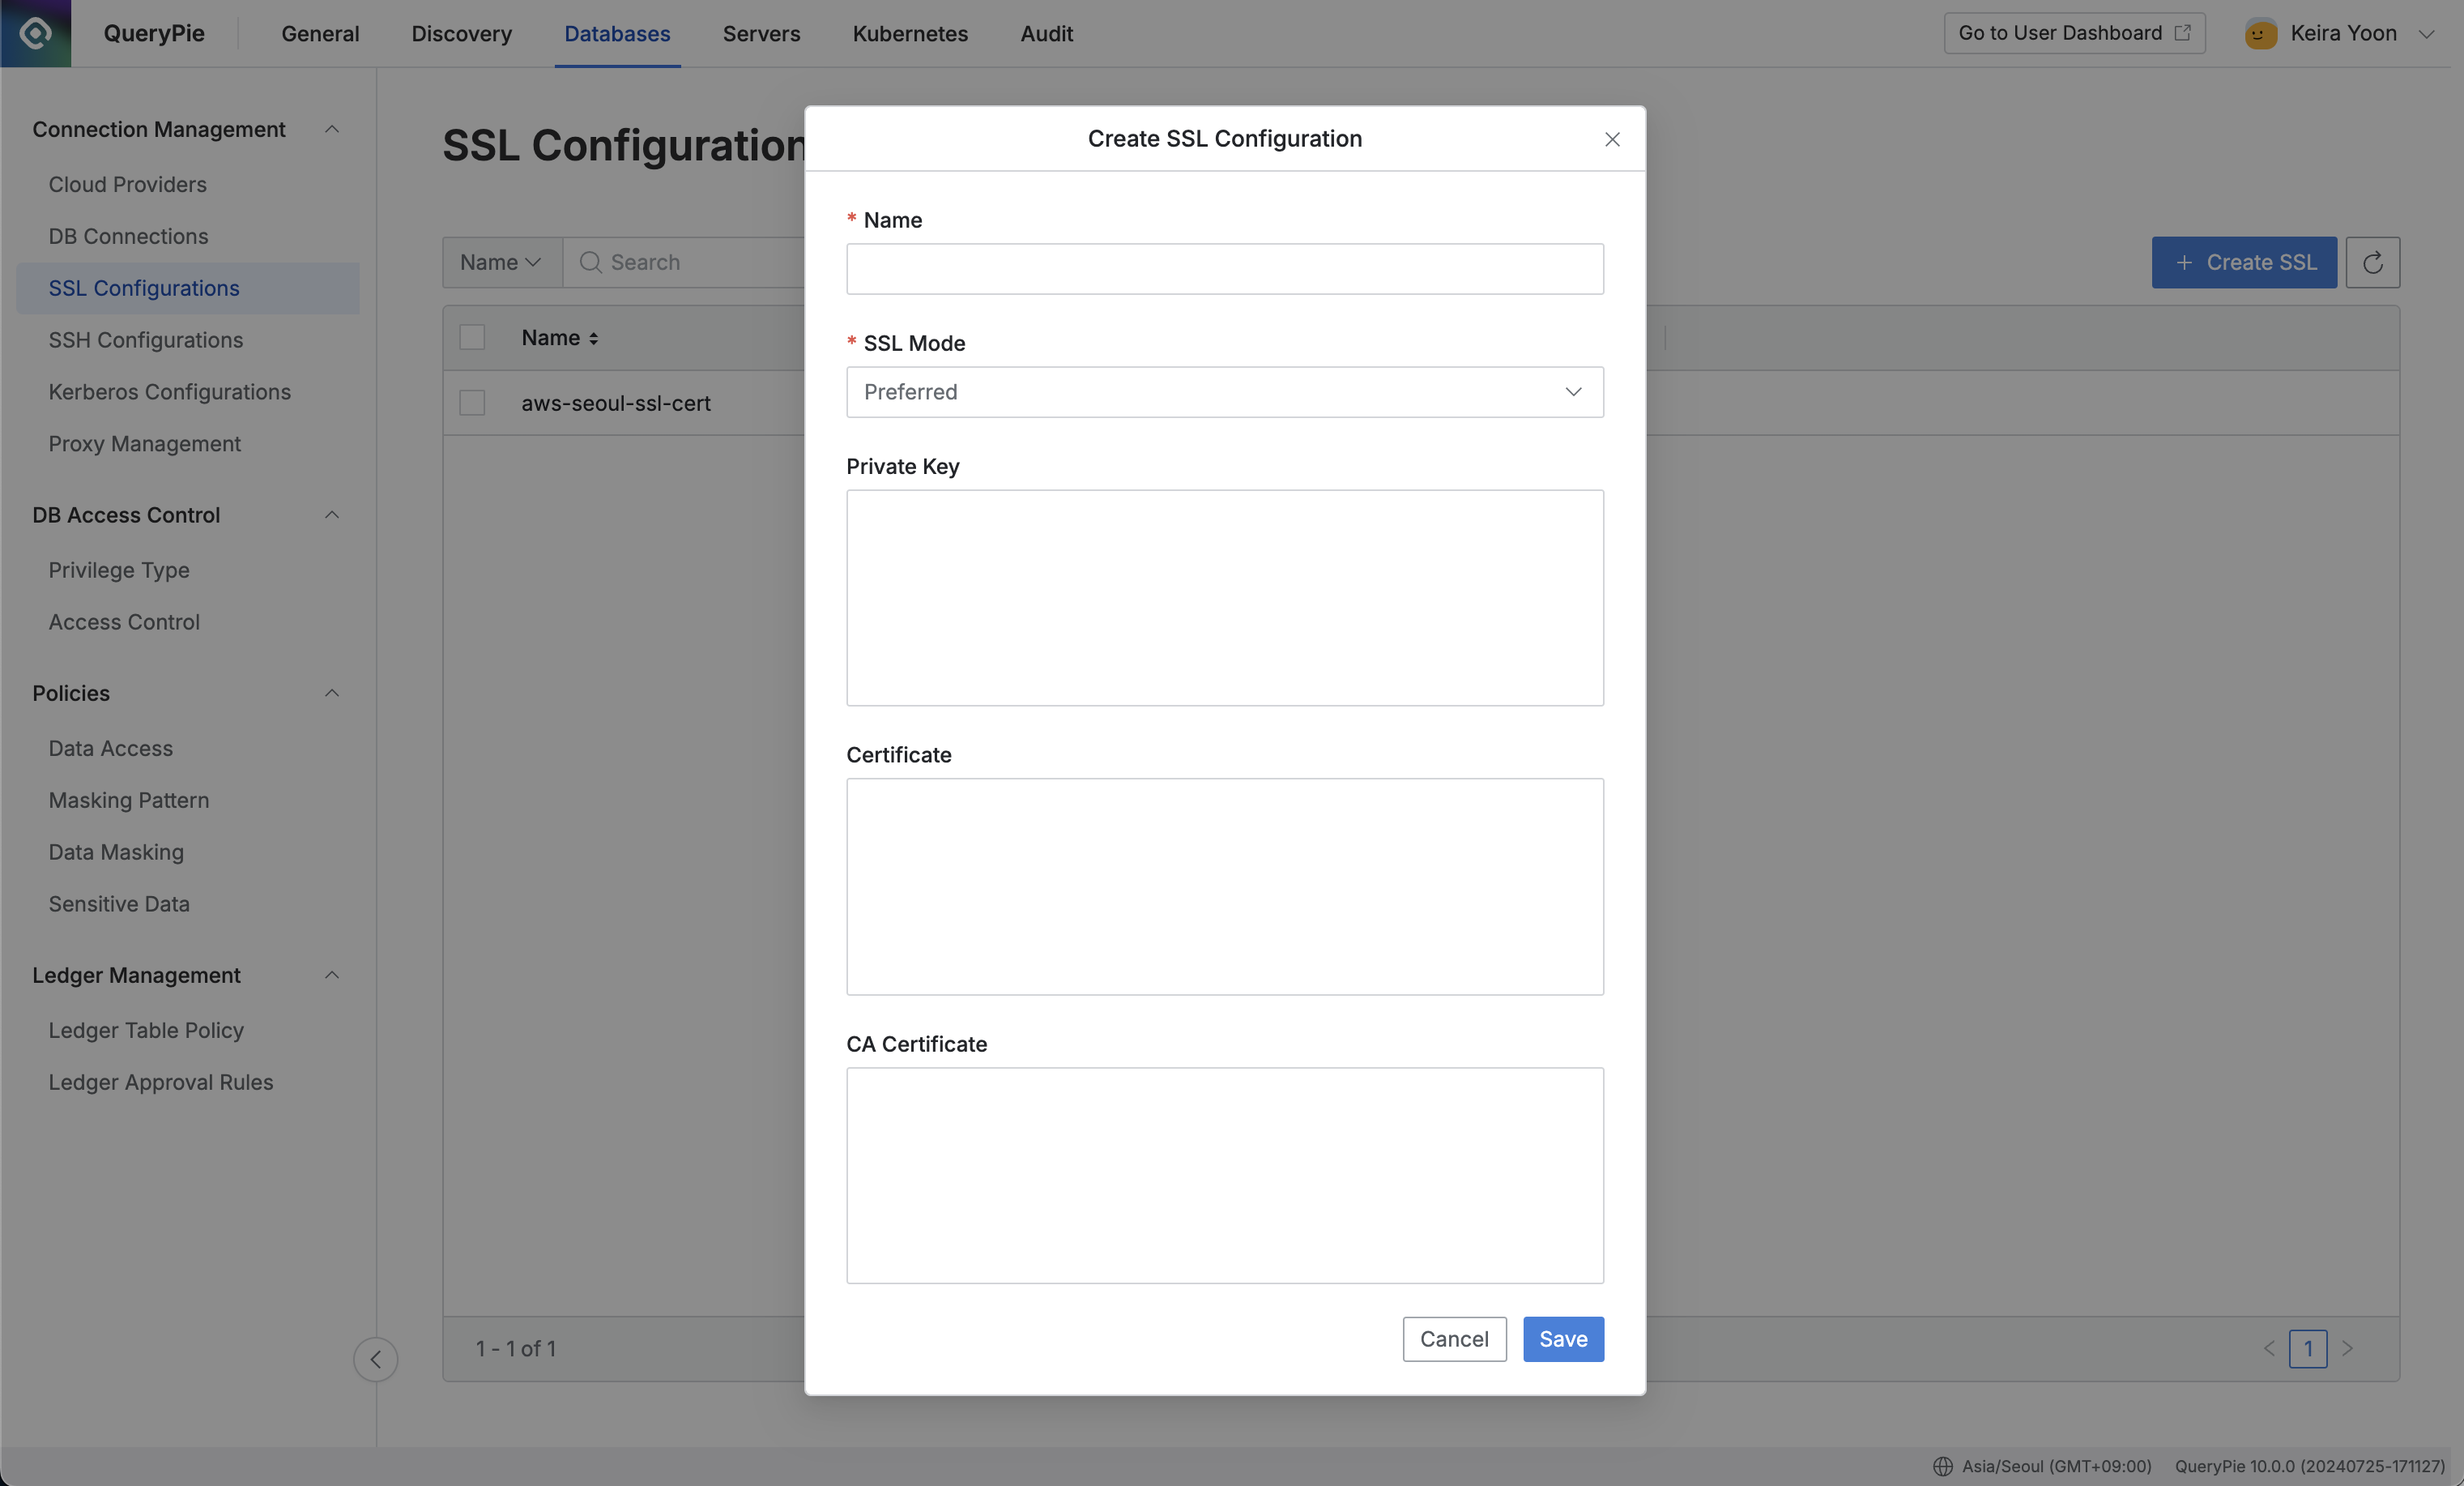 QueryPie
General
Discovery
Databases
Servers
Kubernetes
Audit
Go to User Dashboard
Keira Yoon
Connection Management
Cloud Providers
DB Connections
SSL Configurations
SSH Configurations
Kerberos Configurations
Proxy Management
DB Access Control
Privilege Type
Access Control
Policies
Data Access
Masking Pattern
Data Masking
Sensitive Data
Ledger Management
Ledger Table Policy
Ledger Approval Rules
SSL Configuration
Name
Search
+ Create SSL
Name
aws-seoul-ssl-cert
1 - 1 of 1
1
Create SSL Configuration
* Name
* SSL Mode
Preferred
Private Key
Certificate
CA Certificate
Cancel
Save
Asia/Seoul (GMT+09:00)
QueryPie 10.0.0 (20240725-171127)